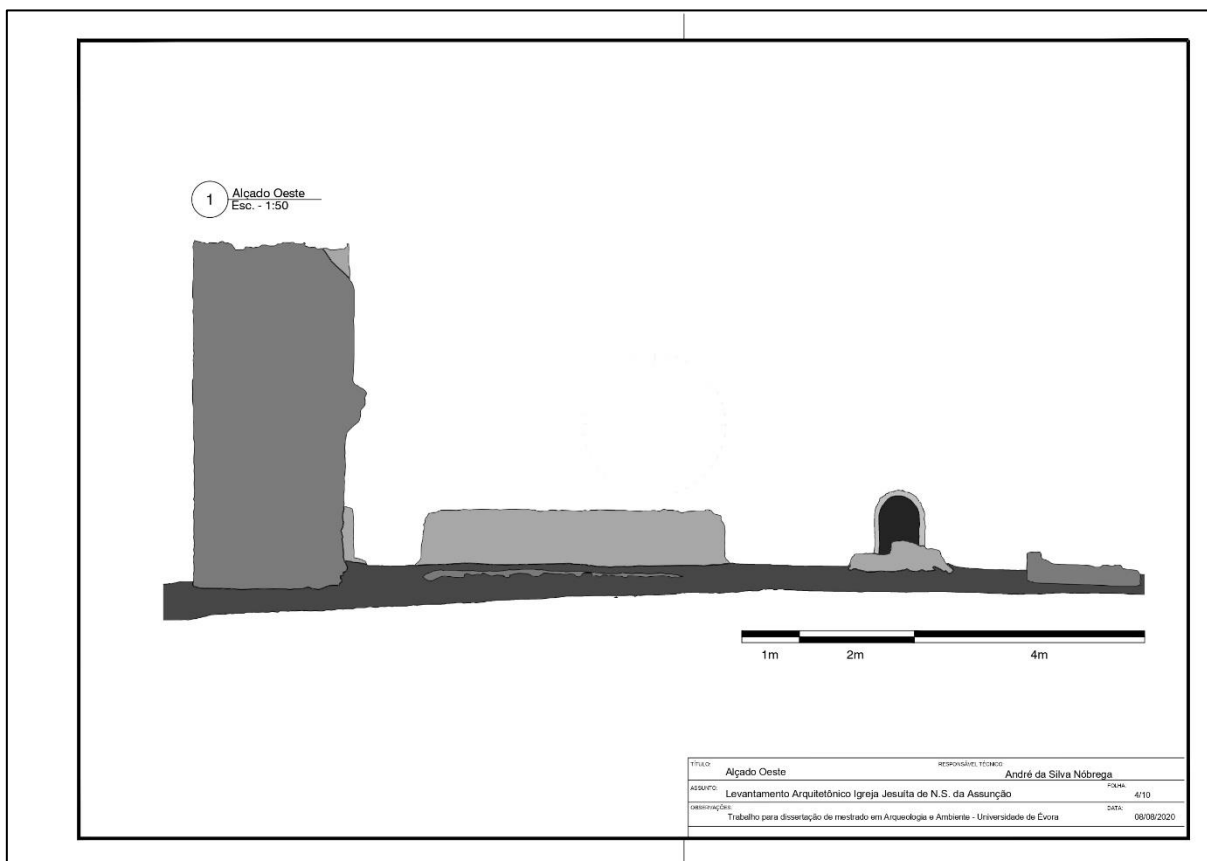 1
Alçado Oeste
Esc. - 1:50
1m 2m 4m
TÍTULO: Alçado Oeste RESPONSÁVEL TÉCNICO: André da Silva Nóbrega
ASSUNTO: Levantamento Arquitetônico Igreja Jesuíta de N.S. da Assunção FOLHA: 4/10
OBSERVAÇÕES: Trabalho para dissertação de mestrado em Arqueologia e Ambiente - Universidade de Évora DATA: 08/08/2020